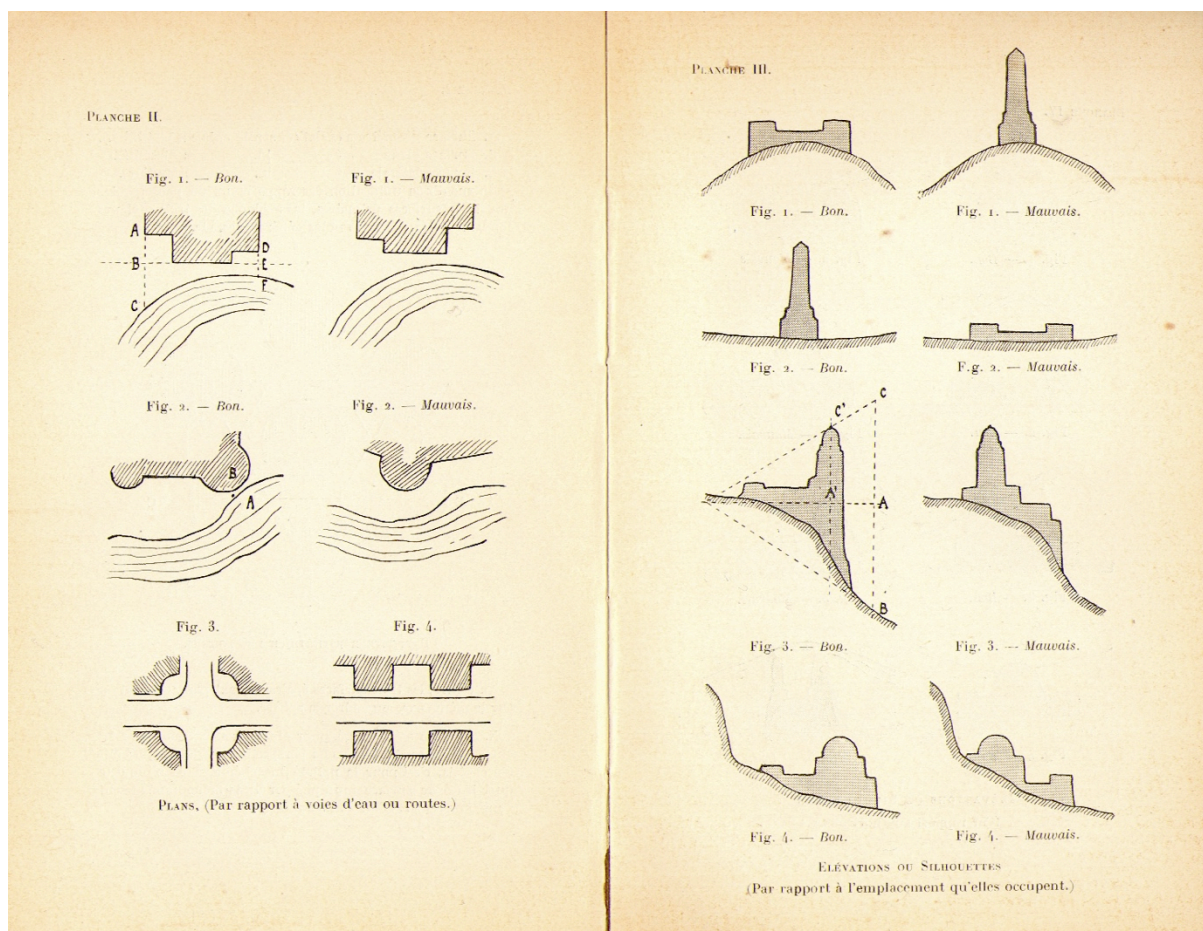 PLANCHE II.
Fig. 1. — Bon.
Fig. 1. — Mauvais.
A
B
C
D
E
F
Fig. 2. — Bon.
Fig. 2. — Mauvais.
B
A
Fig. 3.
Fig. 4.
PLANS, (Par rapport à voies d'eau ou routes.)
PLANCHE III.
Fig. 1. — Bon.
Fig. 1. — Mauvais.
Fig. 2. — Bon.
F.g. 2. — Mauvais.
C'
C
A'
A
B
Fig. 3. — Bon.
Fig. 3. — Mauvais.
Fig. 4. — Bon.
Fig. 4. — Mauvais.
ELÉVATIONS OU SILHOUETTES
(Par rapport à l'emplacement qu'elles occupent.)